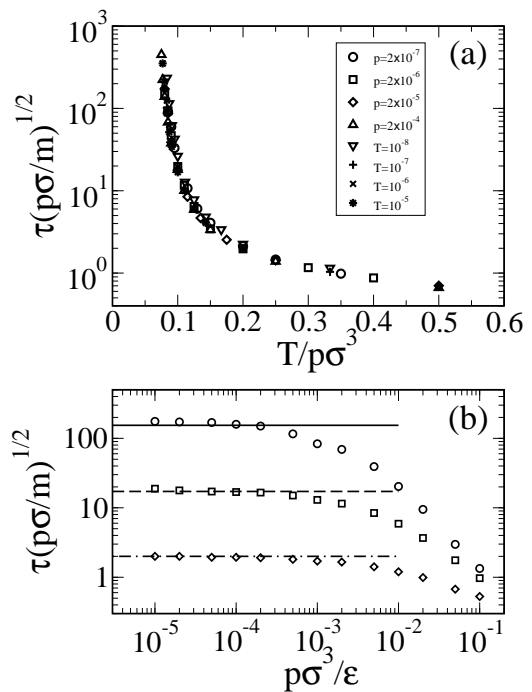 (a)
τ(pσ/m)^{1/2}
10^3
10^2
10^1
10^0
p=2x10^{-7}
p=2x10^{-6}
p=2x10^{-5}
p=2x10^{-4}
T=10^{-8}
T=10^{-7}
T=10^{-6}
T=10^{-5}
0 0.1 0.2 0.3 0.4 0.5 0.6
T/pσ^3
(b)
τ(pσ/m)^{1/2}
100
10
1
10^{-5} 10^{-4} 10^{-3} 10^{-2} 10^{-1}
pσ^3/ε